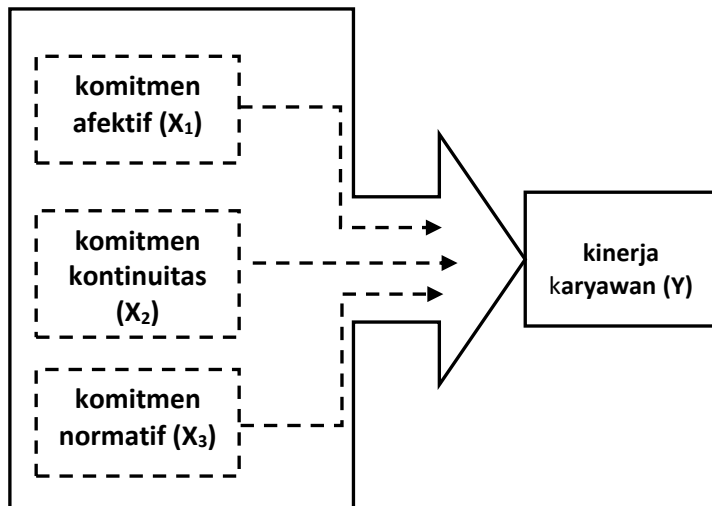 komitmen
afektif (X₁)
komitmen
kontinuitas
(X₂)
komitmen
normatif (X₃)
kinerja
karyawan (Y)